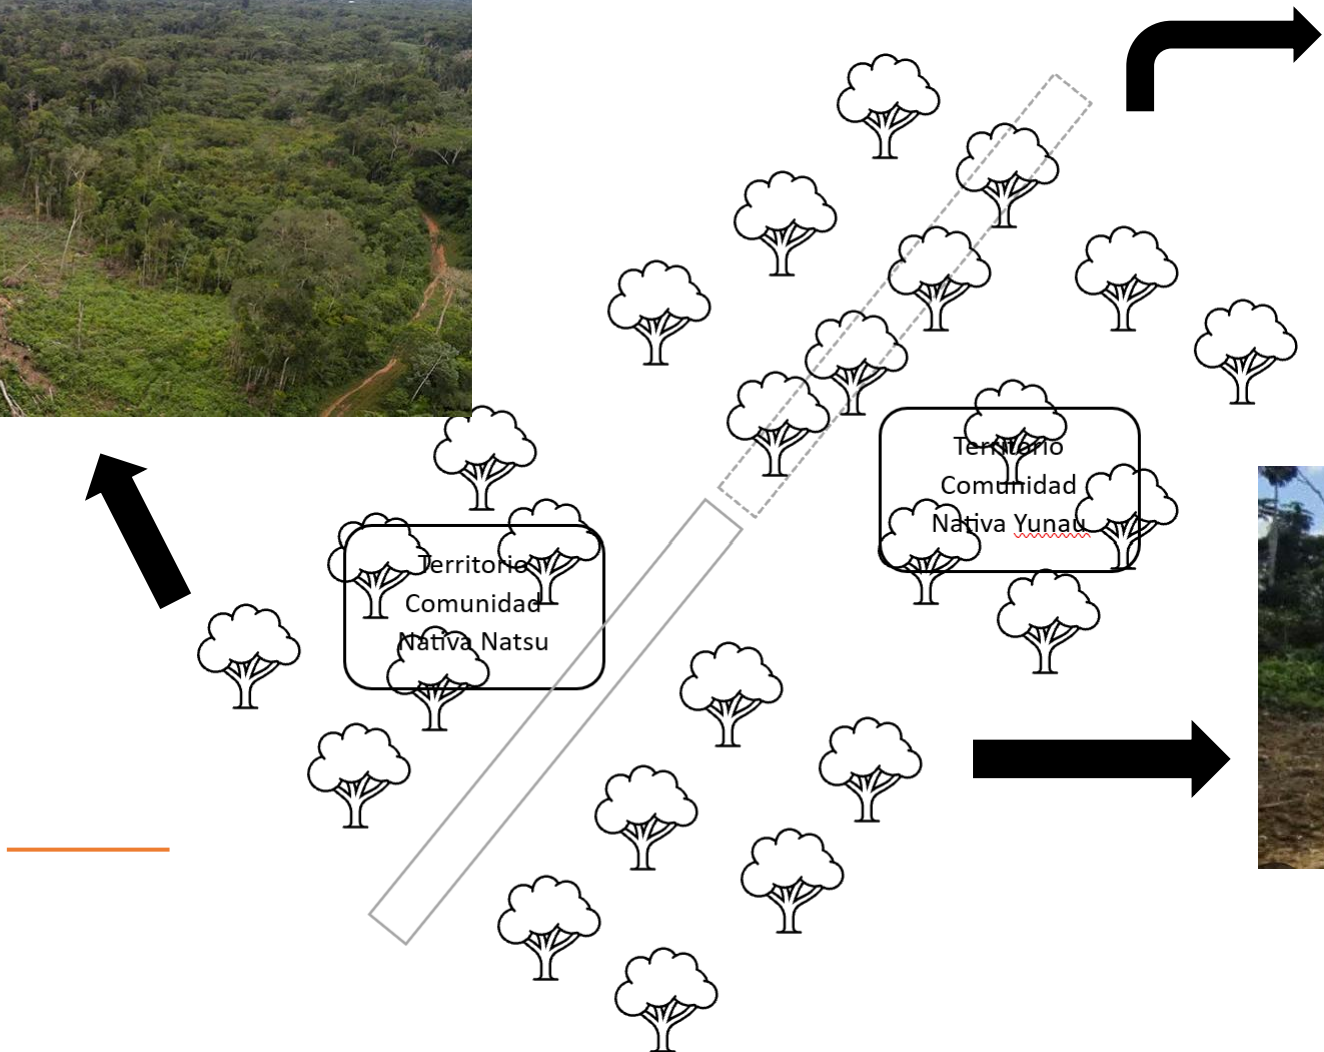 Territorio
Comunidad
Nativa Natsu
Territorio
Comunidad
Nativa Yunau